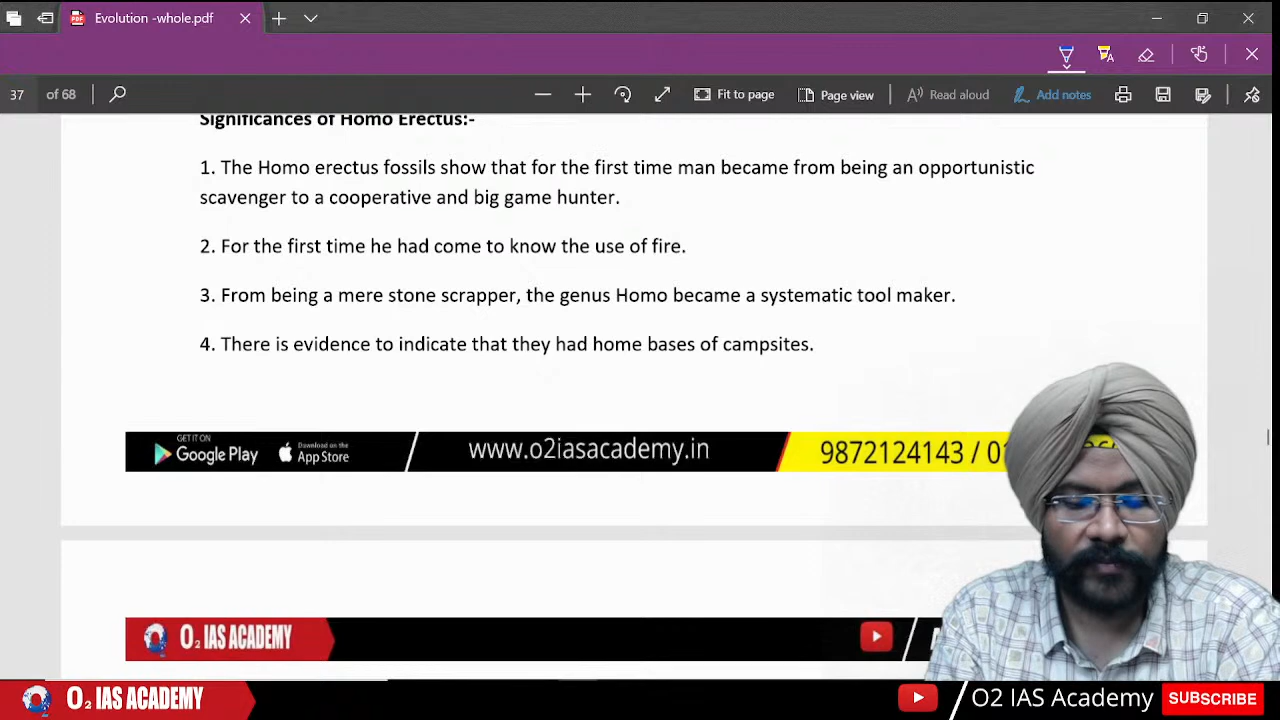 Evolution -whole.pdf
37 of 68
Fit to page
Page view
Read aloud
Add notes
Significances of Homo Erectus:-
1. The Homo erectus fossils show that for the first time man became from being an opportunistic
scavenger to a cooperative and big game hunter.
2. For the first time he had come to know the use of fire.
3. From being a mere stone scrapper, the genus Homo became a systematic tool maker.
4. There is evidence to indicate that they had home bases of campsites.
GET IT ON
Google Play
Download on the
App Store
www.o2iasacademy.in
9872124143 /
O2 IAS ACADEMY
O2 IAS ACADEMY
O2 IAS Academy
SUBSCRIBE